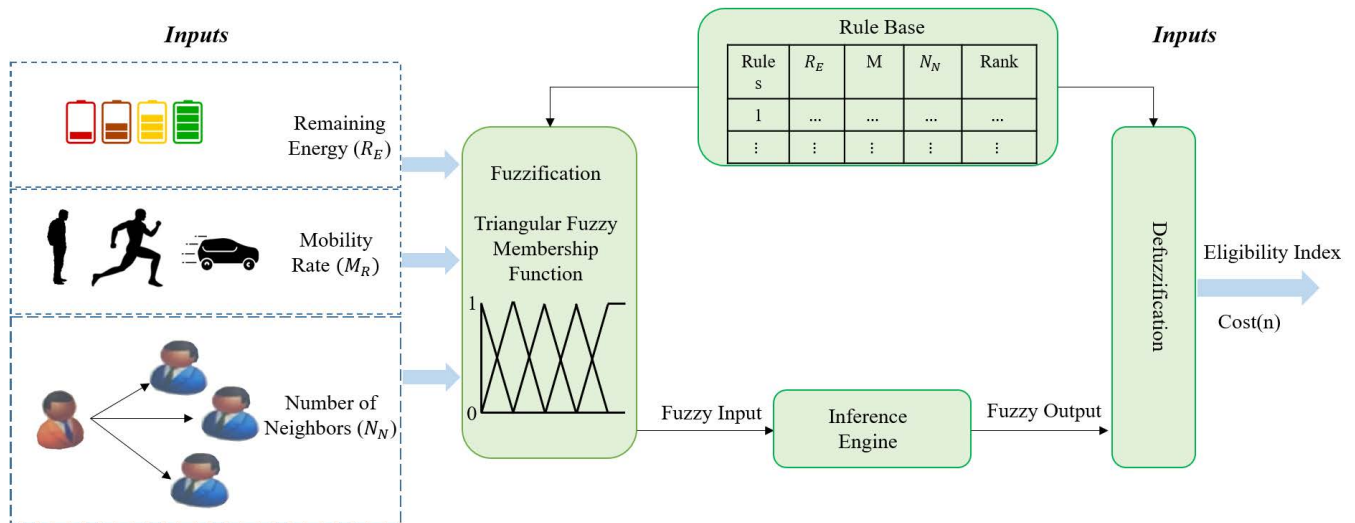 Inputs
Remaining
Energy (R_E)
Mobility
Rate (M_R)
Number of
Neighbors (N_N)
Fuzzification
Triangular Fuzzy
Membership
Function
1
0
Rule Base
Rule
s
R_E
M
N_N
Rank
1
...
...
...
...
⋮
⋮
⋮
⋮
⋮
Fuzzy Input
Inference
Engine
Fuzzy Output
Inputs
Defuzzification
Eligibility Index
Cost(n)